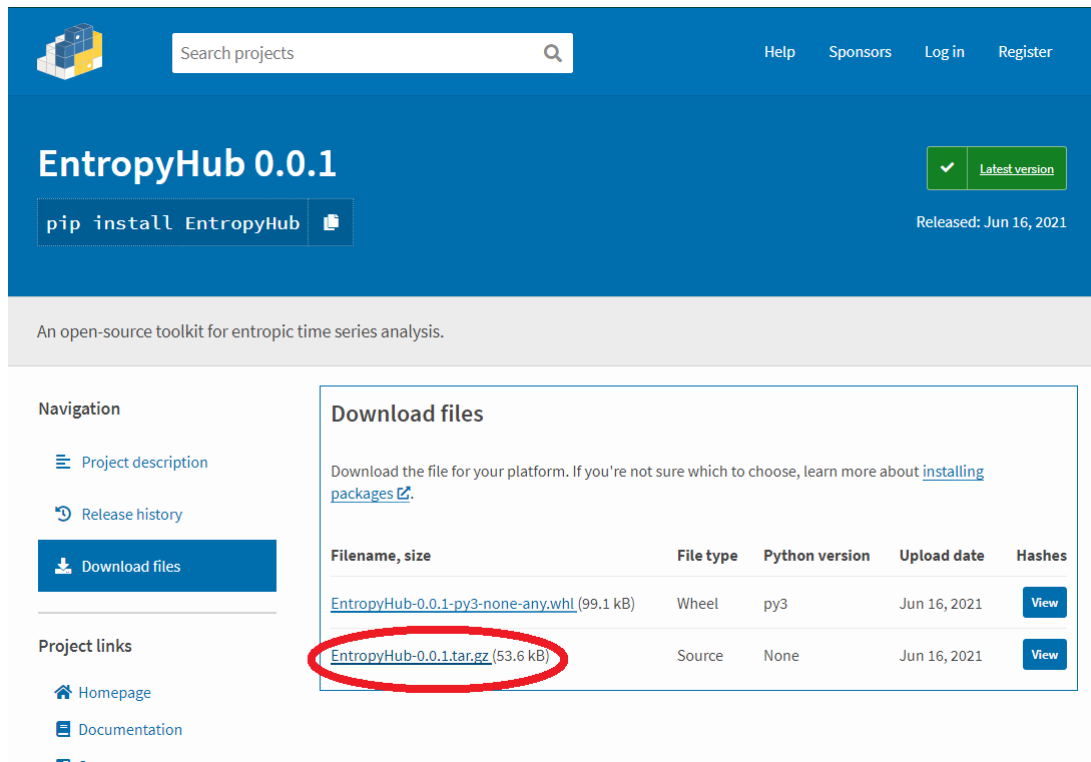 Search projects
Help Sponsors Log in Register
EntropyHub 0.0.1
Latest version
pip install EntropyHub
Released: Jun 16, 2021
An open-source toolkit for entropic time series analysis.
Navigation
Project description
Release history
Download files
Project links
Homepage
Documentation
Download files
Download the file for your platform. If you're not sure which to choose, learn more about installing
packages.
Filename, size File type Python version Upload date Hashes
EntropyHub-0.0.1-py3-none-any.whl (99.1 kB) Wheel py3 Jun 16, 2021 View
EntropyHub-0.0.1.tar.gz (53.6 kB) Source None Jun 16, 2021 View